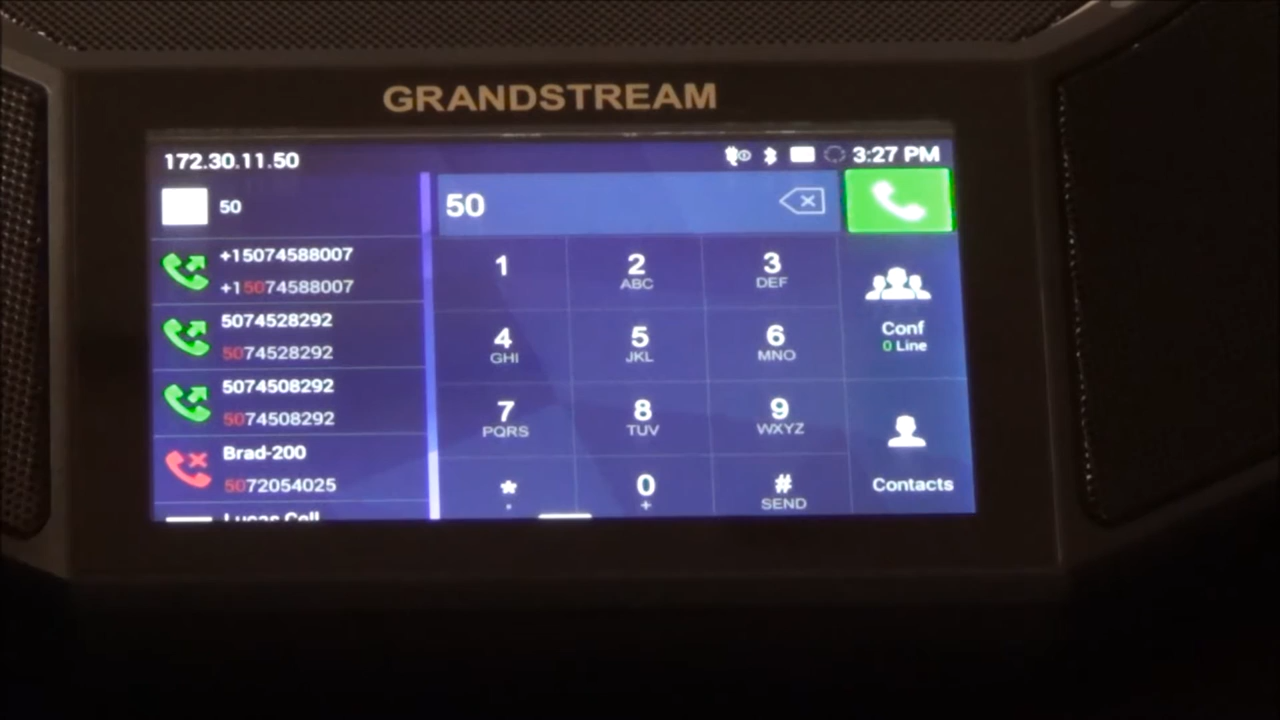 GRANDSTREAM
172.30.11.50
3:27 PM
50
+15074588007
+15074588007
5074528292
5074528292
5074508292
5074508292
Brad-200
5072054025
Lucas Cell
50
1
2
ABC
3
DEF
4
GHI
5
JKL
6
MNO
7
PQRS
8
TUV
9
WXYZ
*
.
0
+
#
SEND
Conf
0 Line
Contacts